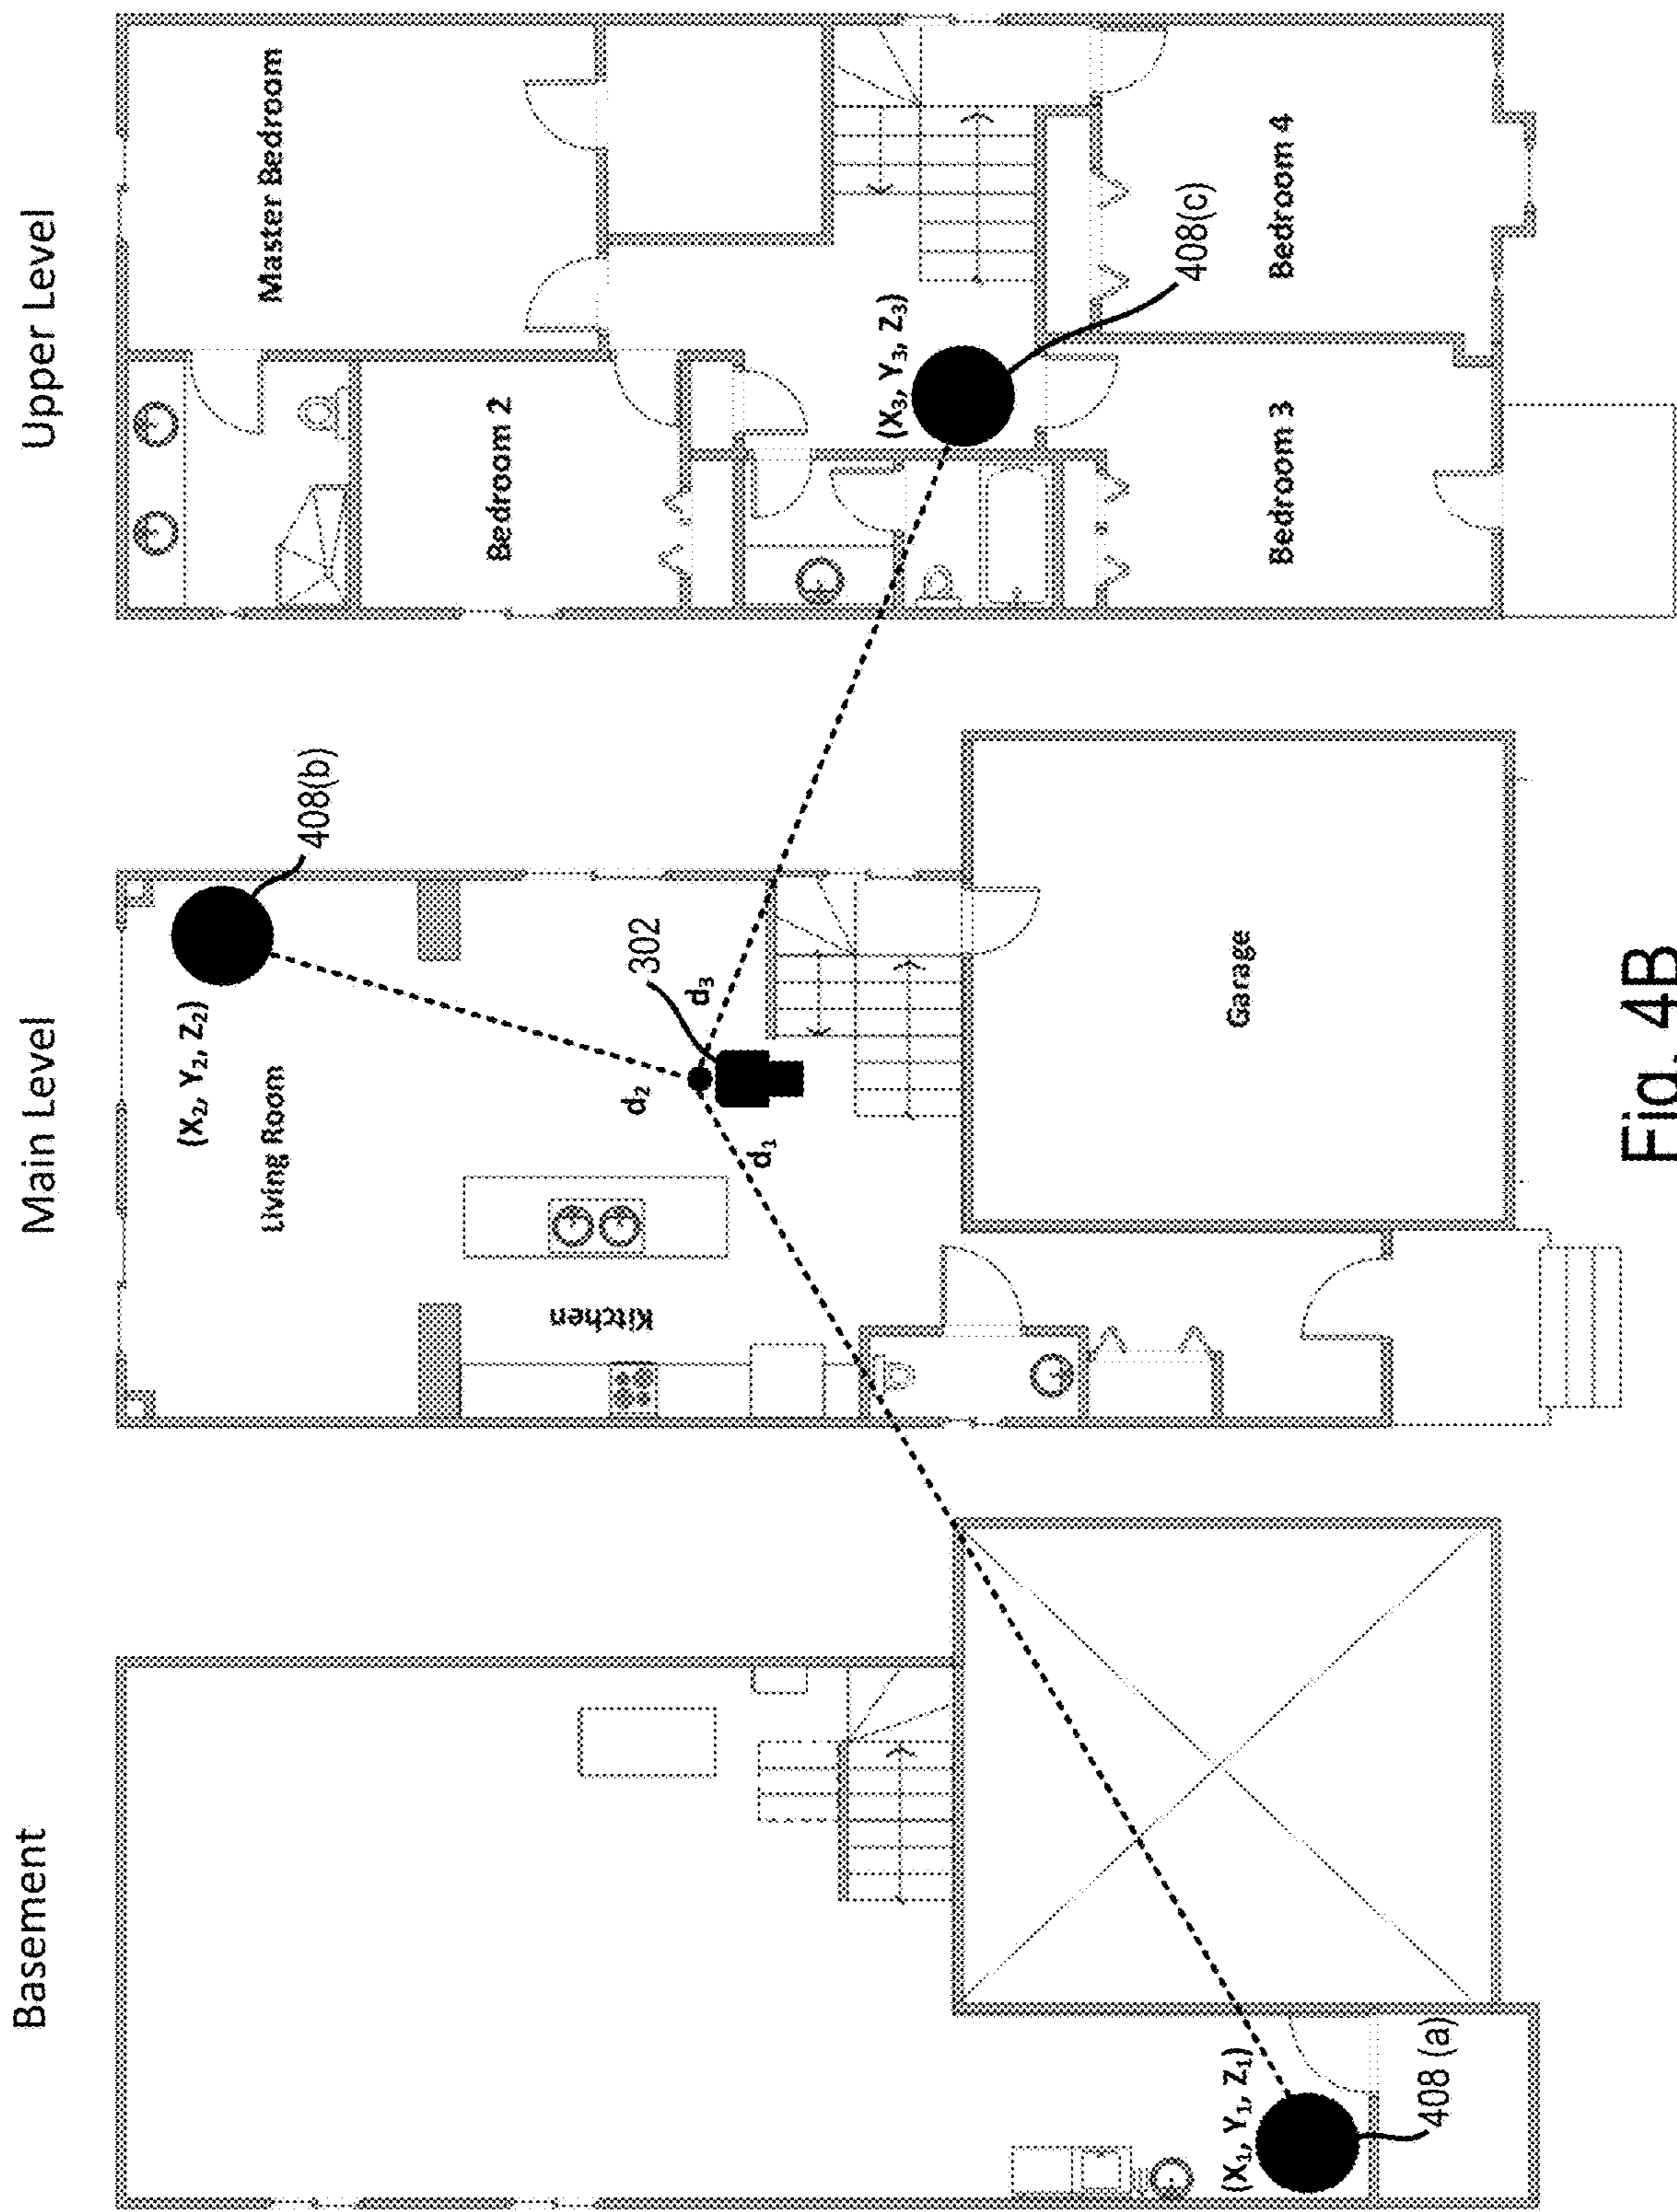 Basement
Main Level
Upper Level
(X₂, Y₂, Z₂)
408(b)
Living Room
Master Bedroom
Kitchen
Bedroom 2
d₂
302
d₃
d₁
(X₃, Y₃, Z₃)
408(c)
(X₁, Y₁, Z₁)
408 (a)
Garage
Bedroom 3
Bedroom 4
Fig. 4B